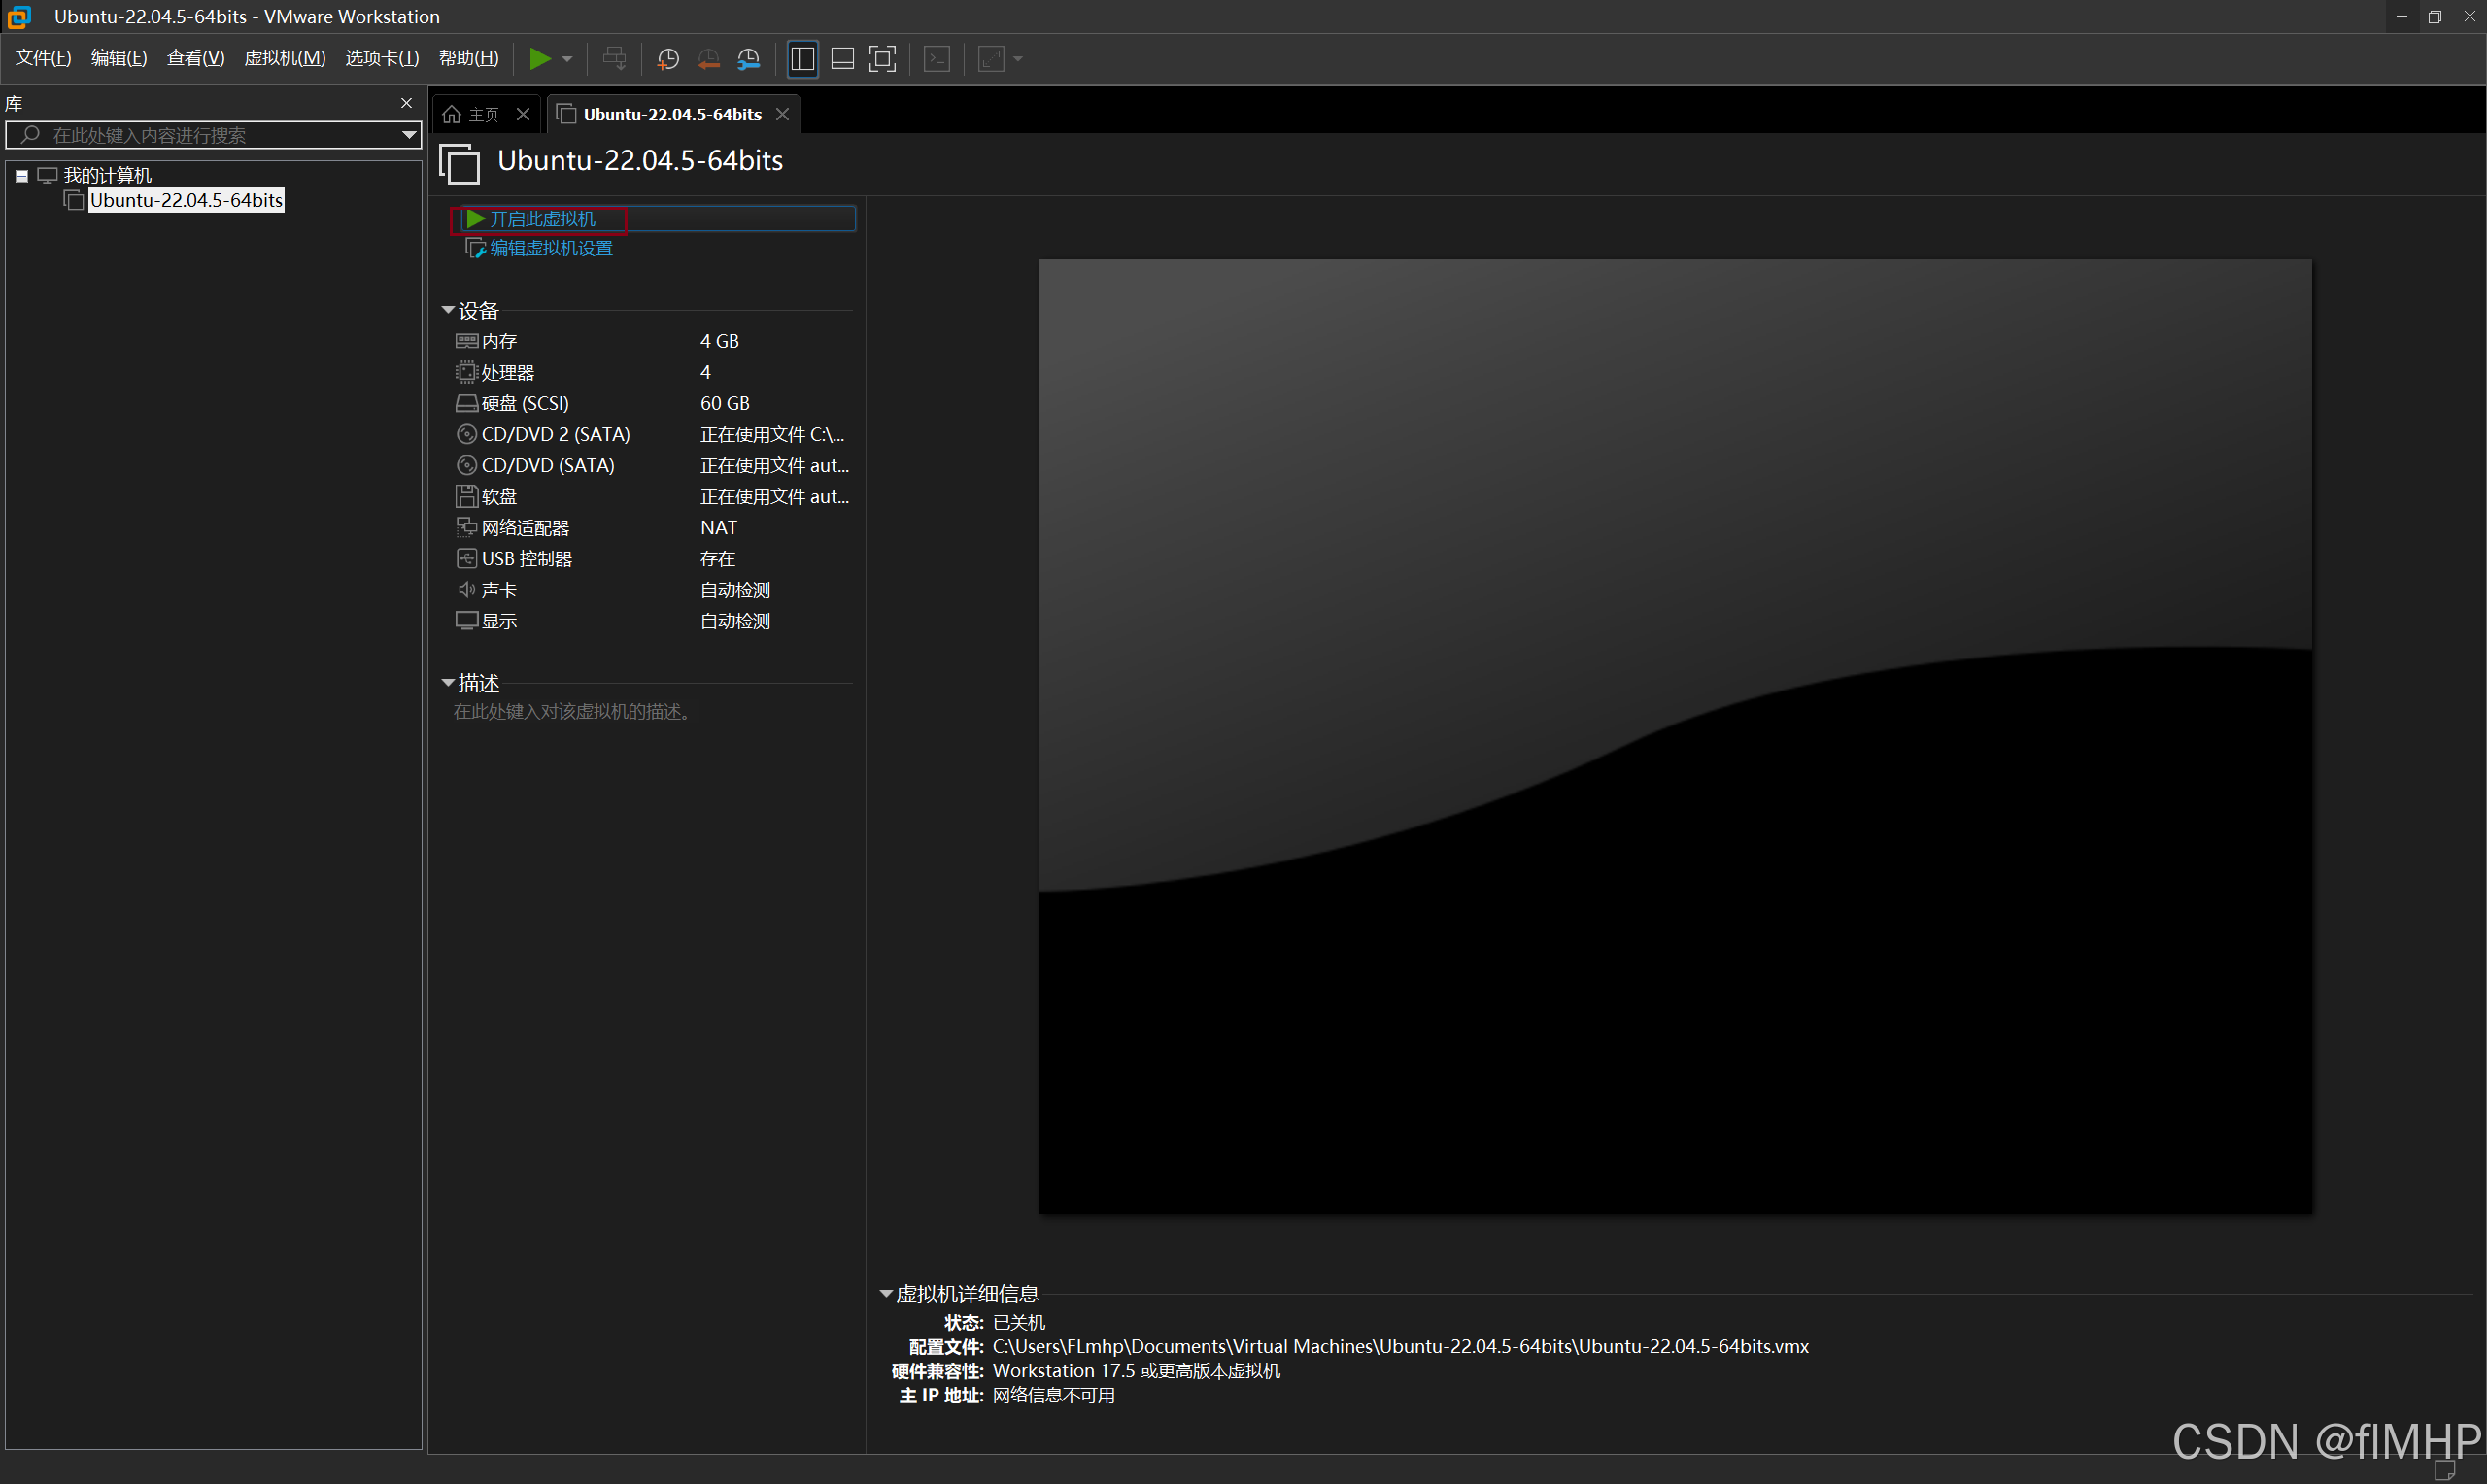 Ubuntu-22.04.5-64bits - VMware Workstation
文件(F) 编辑(E) 查看(V) 虚拟机(M) 选项卡(T) 帮助(H)
库
在此处键入内容进行搜索
我的计算机
Ubuntu-22.04.5-64bits
主页
Ubuntu-22.04.5-64bits
Ubuntu-22.04.5-64bits
开启此虚拟机
编辑虚拟机设置
设备
内存 4 GB
处理器 4
硬盘 (SCSI) 60 GB
CD/DVD 2 (SATA) 正在使用文件 C:\...
CD/DVD (SATA) 正在使用文件 aut...
软盘 正在使用文件 aut...
网络适配器 NAT
USB 控制器 存在
声卡 自动检测
显示 自动检测
描述
在此处键入对该虚拟机的描述。
虚拟机详细信息
状态: 已关机
配置文件: C:\Users\FLmhp\Documents\Virtual Machines\Ubuntu-22.04.5-64bits\Ubuntu-22.04.5-64bits.vmx
硬件兼容性: Workstation 17.5 或更高版本虚拟机
主 IP 地址: 网络信息不可用
CSDN @flMHP